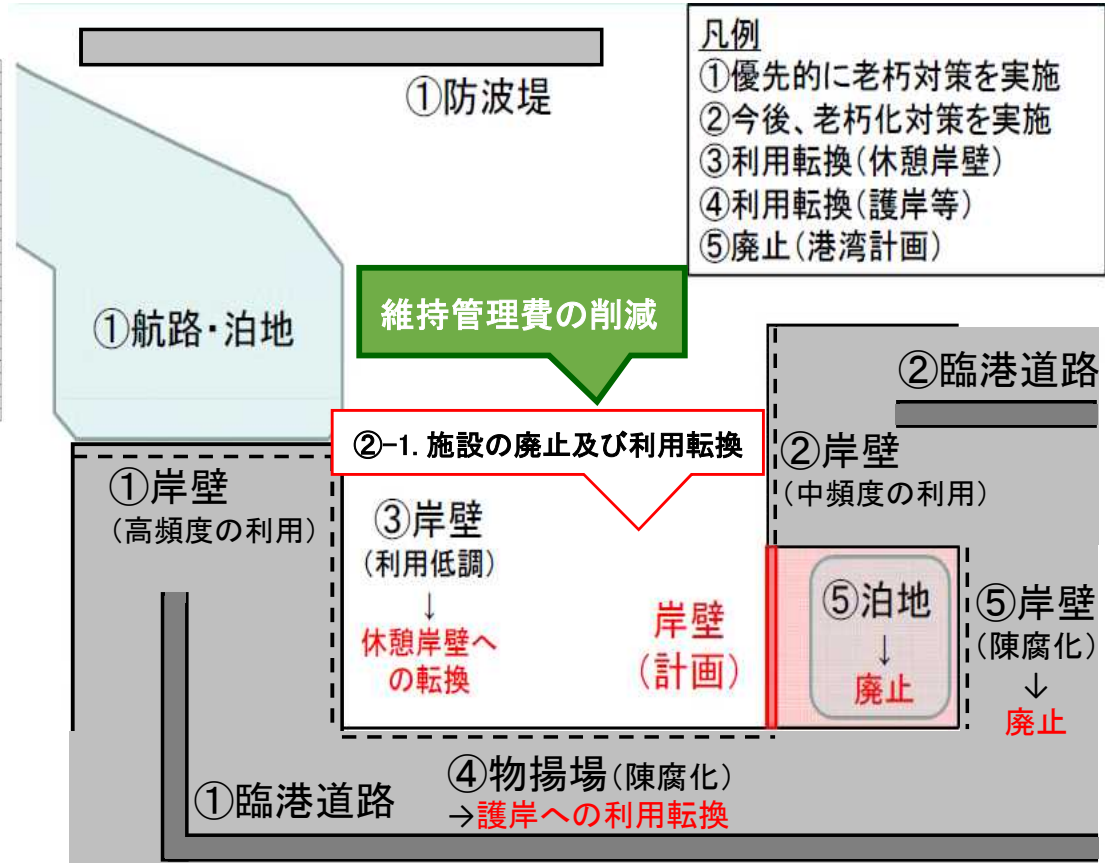 ①防波堤
凡例
①優先的に老朽対策を実施
②今後、老朽化対策を実施
③利用転換(休憩岸壁)
④利用転換(護岸等)
⑤廃止(港湾計画)
①航路・泊地
維持管理費の削減
②臨港道路
②-1. 施設の廃止及び利用転換
①岸壁
(高頻度の利用)
②岸壁
(中頻度の利用)
③岸壁
(利用低調)
↓
休憩岸壁へ
の転換
岸壁
(計画)
⑤泊地
↓
廃止
⑤岸壁
(陳腐化)
↓
廃止
④物揚場(陳腐化)
→護岸への利用転換
①臨港道路